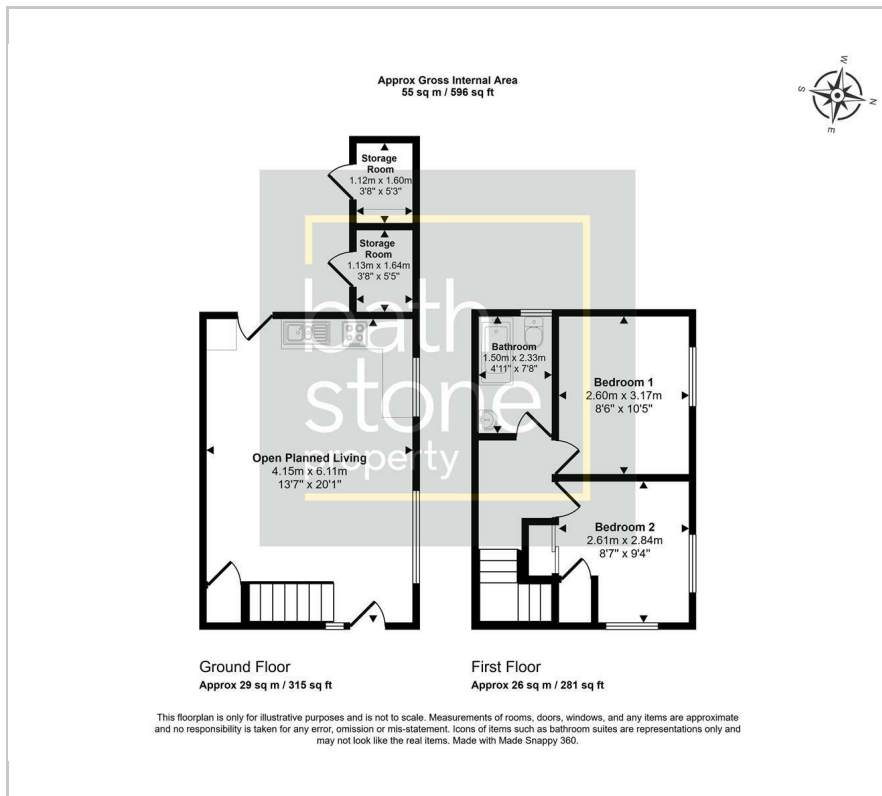 Approx Gross Internal Area
55 sq m / 596 sq ft
W
N
S
E
Storage
Room
1.12m x 1.60m
3'8" x 5'3"
Storage
Room
1.13m x 1.64m
3'8" x 5'5"
bath
stone
property
Open Planned Living
4.15m x 6.11m
13'7" x 20'1"
Bathroom
1.50m x 2.33m
4'11" x 7'8"
Bedroom 1
2.60m x 3.17m
8'6" x 10'5"
Bedroom 2
2.61m x 2.84m
8'7" x 9'4"
Ground Floor
Approx 29 sq m / 315 sq ft
First Floor
Approx 26 sq m / 281 sq ft
This floorplan is only for illustrative purposes and is not to scale. Measurements of rooms, doors, windows, and any items are approximate
and no responsibility is taken for any error, omission or mis-statement. Icons of items such as bathroom suites are representations only and
may not look like the real items. Made with Made Snappy 360.